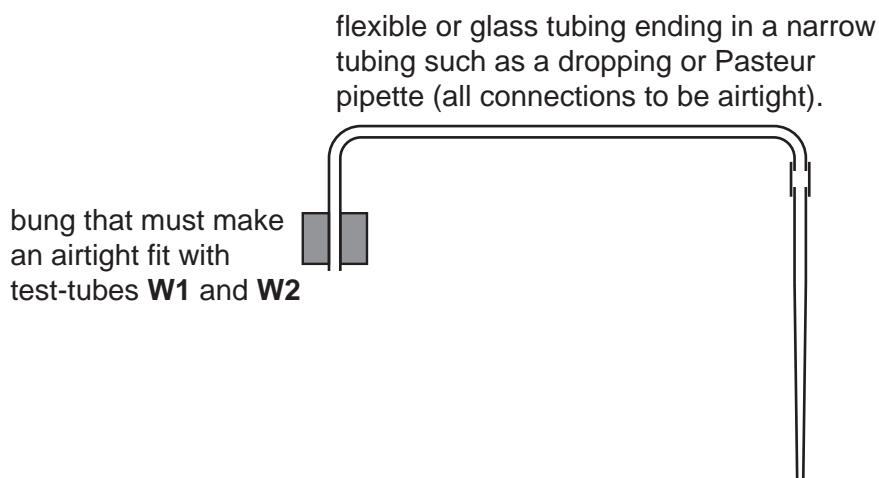 flexible or glass tubing ending in a narrow
tubing such as a dropping or Pasteur
pipette (all connections to be airtight).
bung that must make
an airtight fit with
test-tubes W1 and W2